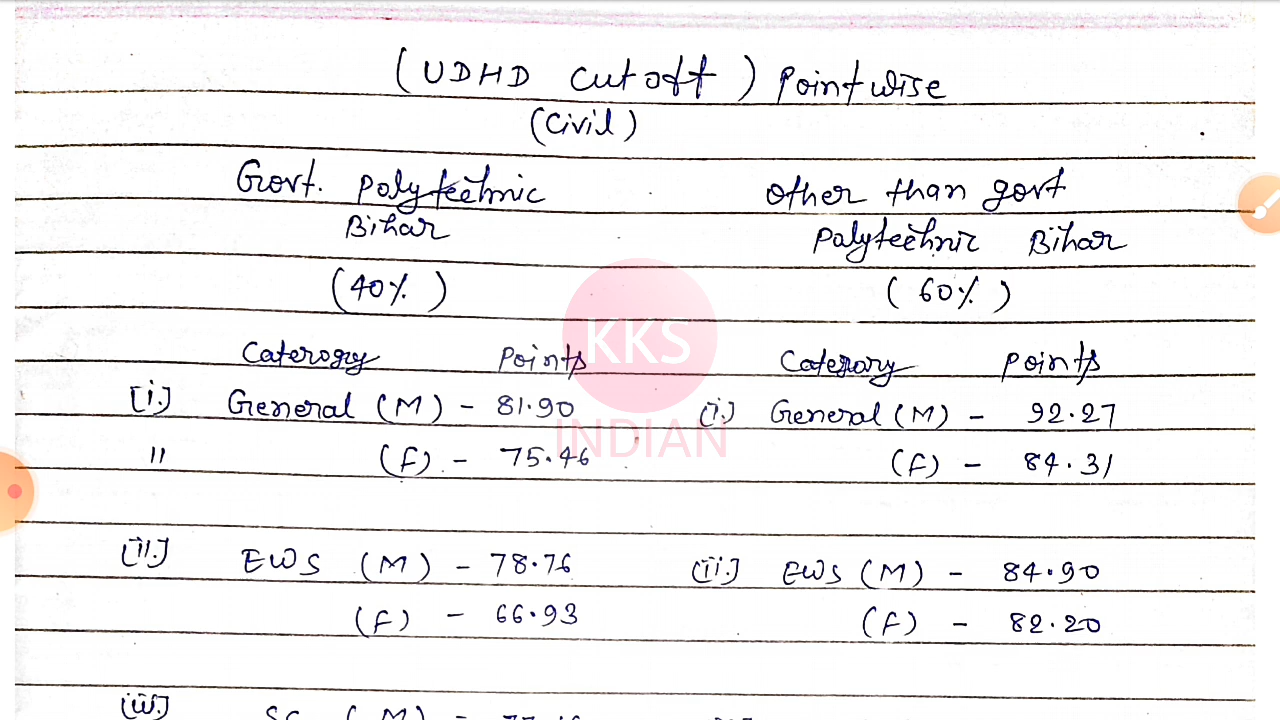 (UDHD cutoff) Pointwise
(Civil)
Govt. Polytechnic
Bihar
(40%)
Other than govt
Polytechnic Bihar
(60%)
KKS
INDIAN
Caterogry Points
[i.] General (M) - 81.90
" (F) - 75.46
[ii.] EWS (M) - 78.76
(F) - 66.93
[iii.]
SC (M) -
Points
(i.) General (M) - 92.27
(F) - 84.31
[ii.] EWS (M) - 84.90
(F) - 82.20